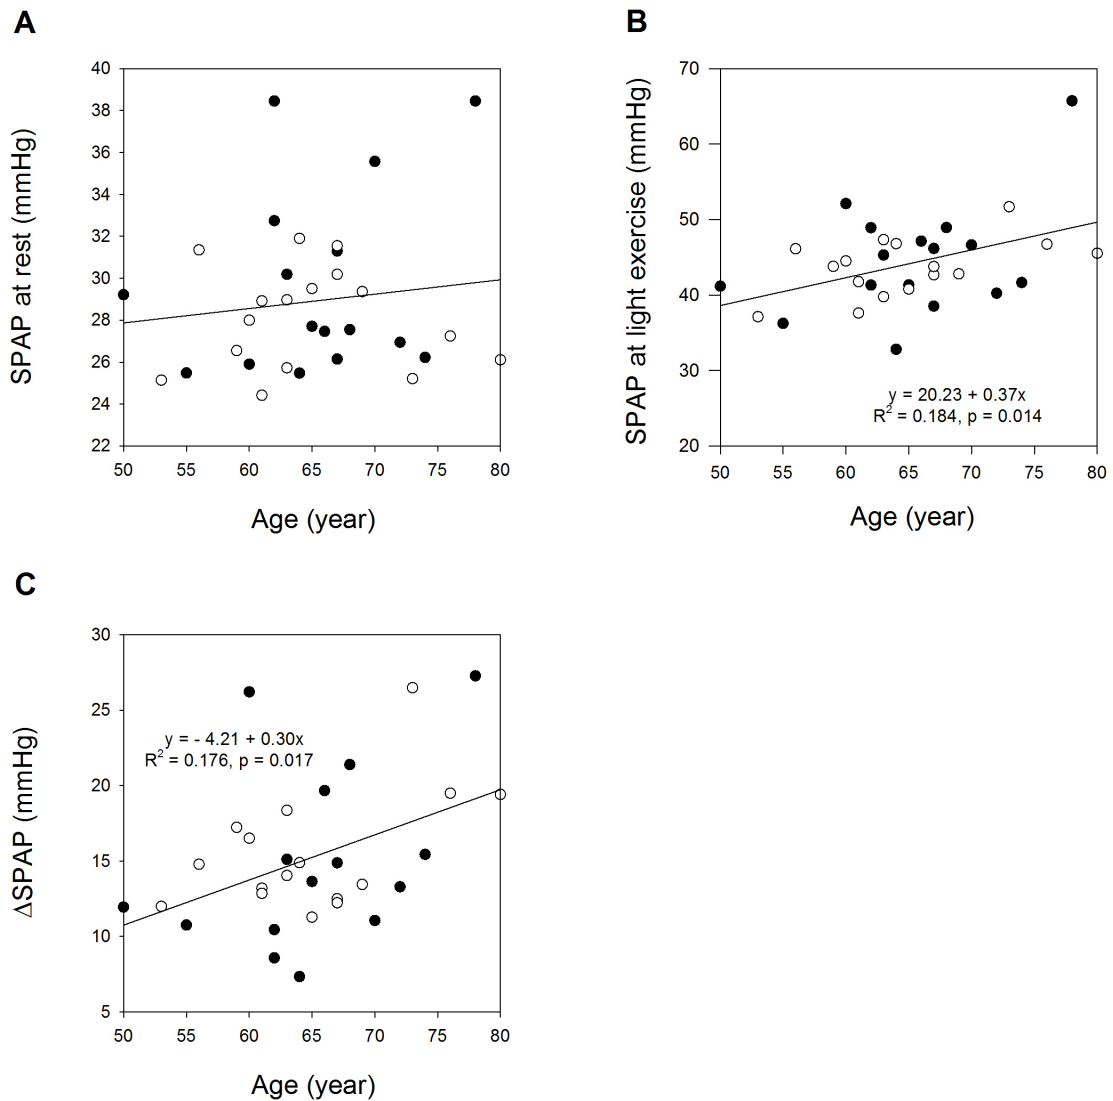 A
SPAP at rest (mmHg)
40
38
36
34
32
30
28
26
24
22
50 55 60 65 70 75 80
Age (year)
B
SPAP at light exercise (mmHg)
70
60
50
40
30
20
y = 20.23 + 0.37x
R² = 0.184, p = 0.014
50 55 60 65 70 75 80
Age (year)
C
ΔSPAP (mmHg)
30
25
20
15
10
5
y = - 4.21 + 0.30x
R² = 0.176, p = 0.017
50 55 60 65 70 75 80
Age (year)